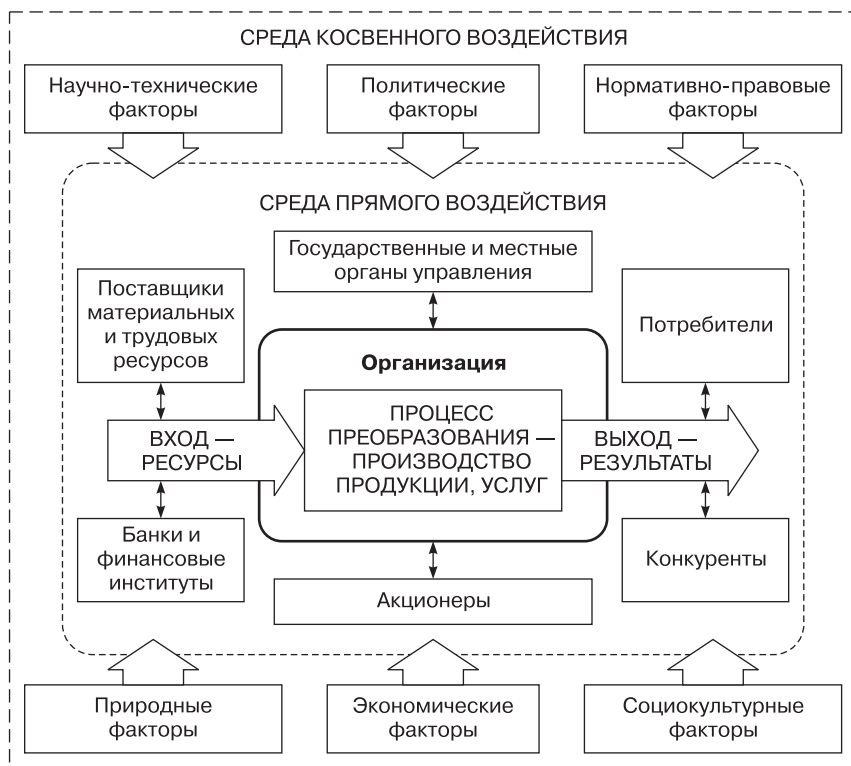 СРЕДА КОСВЕННОГО ВОЗДЕЙСТВИЯ
Научно-технические
факторы
Политические
факторы
Нормативно-правовые
факторы
СРЕДА ПРЯМОГО ВОЗДЕЙСТВИЯ
Государственные и местные
органы управления
Поставщики
материальных
и трудовых
ресурсов
Потребители
Организация
ВХОД —
РЕСУРСЫ
ПРОЦЕСС
ПРЕОБРАЗОВАНИЯ —
ПРОИЗВОДСТВО
ПРОДУКЦИИ, УСЛУГ
ВЫХОД —
РЕЗУЛЬТАТЫ
Банки и
финансовые
институты
Акционеры
Конкуренты
Природные
факторы
Экономические
факторы
Социокультурные
факторы